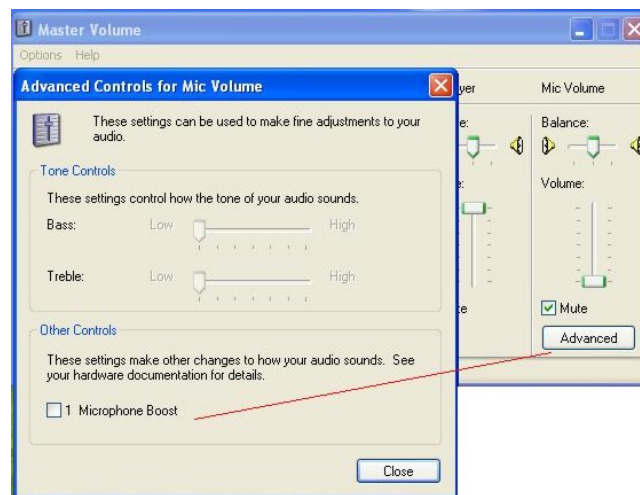 Master Volume
Options Help
Advanced Controls for Mic Volume
These settings can be used to make fine adjustments to your
audio.
Tone Controls
These settings control how the tone of your audio sounds.
Bass: Low High
Treble: Low High
Other Controls
These settings make other changes to how your audio sounds. See
your hardware documentation for details.
1 Microphone Boost
Close
Mic Volume
Balance:
Volume:
Mute
Advanced